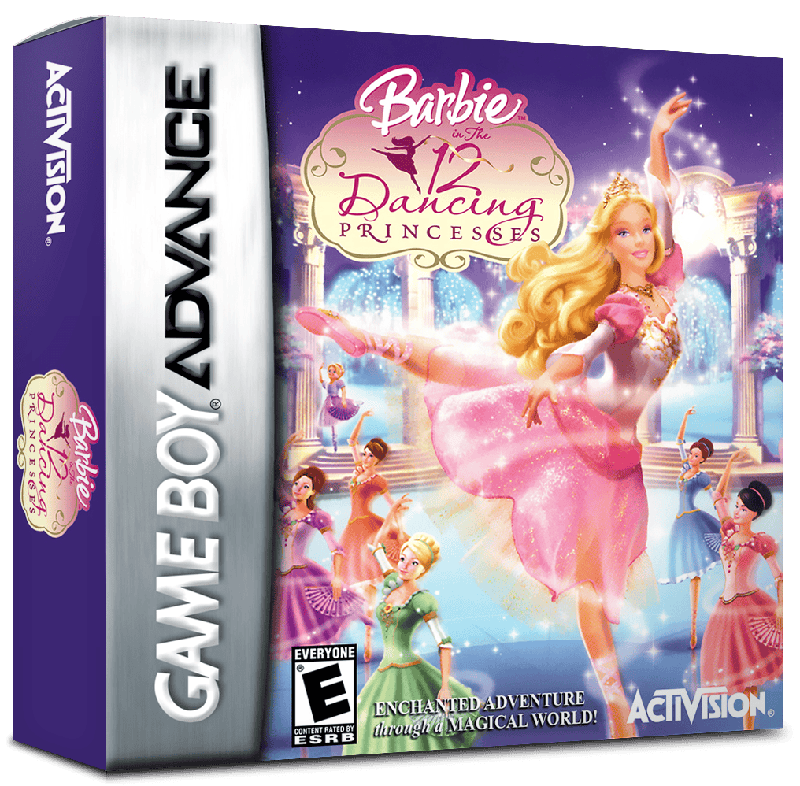 ACTIVISION®
Barbie
in The
12
Dancing
PRINCESSES
GAME BOY® ADVANCE
Barbie™
in The
12
Dancing
PRINCESSES
EVERYONE
E
CONTENT RATED BY
ESRB
ENCHANTED ADVENTURE
through a MAGICAL WORLD!
ACTIVISION®